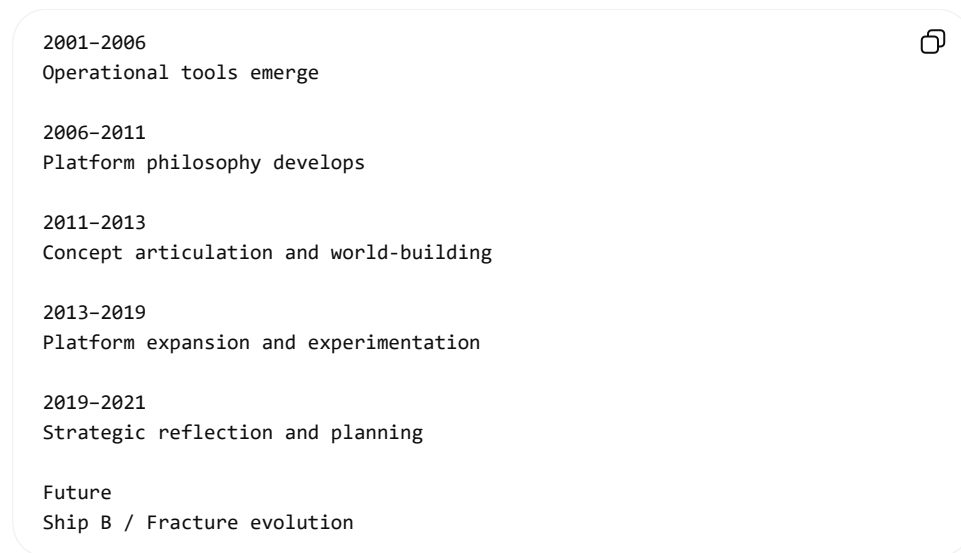 2001–2006
Operational tools emerge
2006–2011
Platform philosophy develops
2011–2013
Concept articulation and world-building
2013–2019
Platform expansion and experimentation
2019–2021
Strategic reflection and planning
Future
Ship B / Fracture evolution